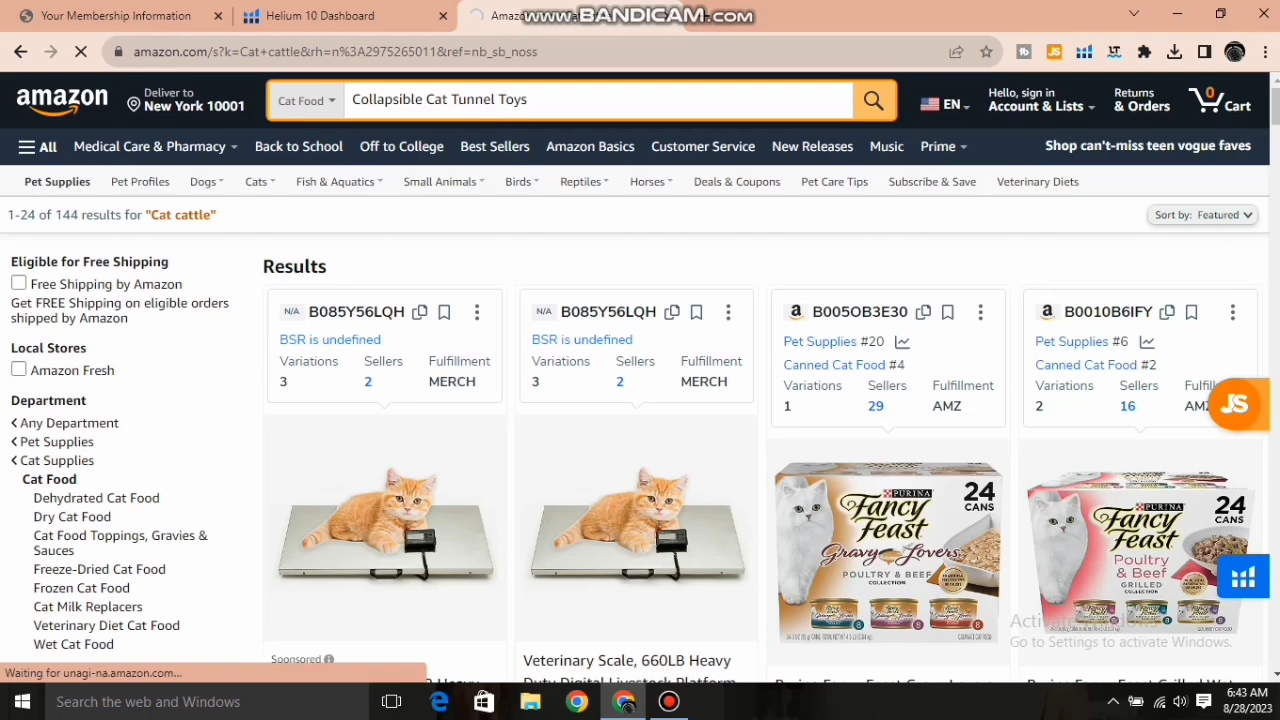 Your Membership Information
Helium 10 Dashboard
Amaz
www.BANDICAM.com
amazon.com/s?k=Cat+cattle&rh=n%3A2975265011&ref=nb_sb_noss
amazon
Deliver to
New York 10001
Cat Food
Collapsible Cat Tunnel Toys
EN
Hello, sign in
Account & Lists
Returns
& Orders
0
Cart
All
Medical Care & Pharmacy
Back to School
Off to College
Best Sellers
Amazon Basics
Customer Service
New Releases
Music
Prime
Shop can't-miss teen vogue faves
Pet Supplies
Pet Profiles
Dogs
Cats
Fish & Aquatics
Small Animals
Birds
Reptiles
Horses
Deals & Coupons
Pet Care Tips
Subscribe & Save
Veterinary Diets
1-24 of 144 results for "Cat cattle"
Sort by: Featured
Eligible for Free Shipping
Free Shipping by Amazon
Get FREE Shipping on eligible orders
shipped by Amazon
Local Stores
Amazon Fresh
Department
Any Department
Pet Supplies
Cat Supplies
Cat Food
Dehydrated Cat Food
Dry Cat Food
Cat Food Toppings, Gravies &
Sauces
Freeze-Dried Cat Food
Frozen Cat Food
Cat Milk Replacers
Veterinary Diet Cat Food
Wet Cat Food
Results
N/A B085Y56LQH
BSR is undefined
Variations Sellers Fulfillment
3 2 MERCH
Sponsored
N/A B085Y56LQH
BSR is undefined
Variations Sellers Fulfillment
3 2 MERCH
Veterinary Scale, 660LB Heavy
Duty Digital Livestock Platform
a B005OB3E30
Pet Supplies #20
Canned Cat Food #4
Variations Sellers Fulfillment
1 29 AMZ
PURINA
Fancy
Feast
Gravy Lovers
POULTRY & BEEF
COLLECTION
24
CANS
a B0010B6IFY
Pet Supplies #6
Canned Cat Food #2
Variations Sellers
2 16
PURINA
Fancy
Feast
Poultry
& Beef
GRILLED
COLLECTION
24
CANS
JS
Go to Settings to activate Windows.
Waiting for unagi-na.amazon.com...
Search the web and Windows
6:43 AM
8/28/2023